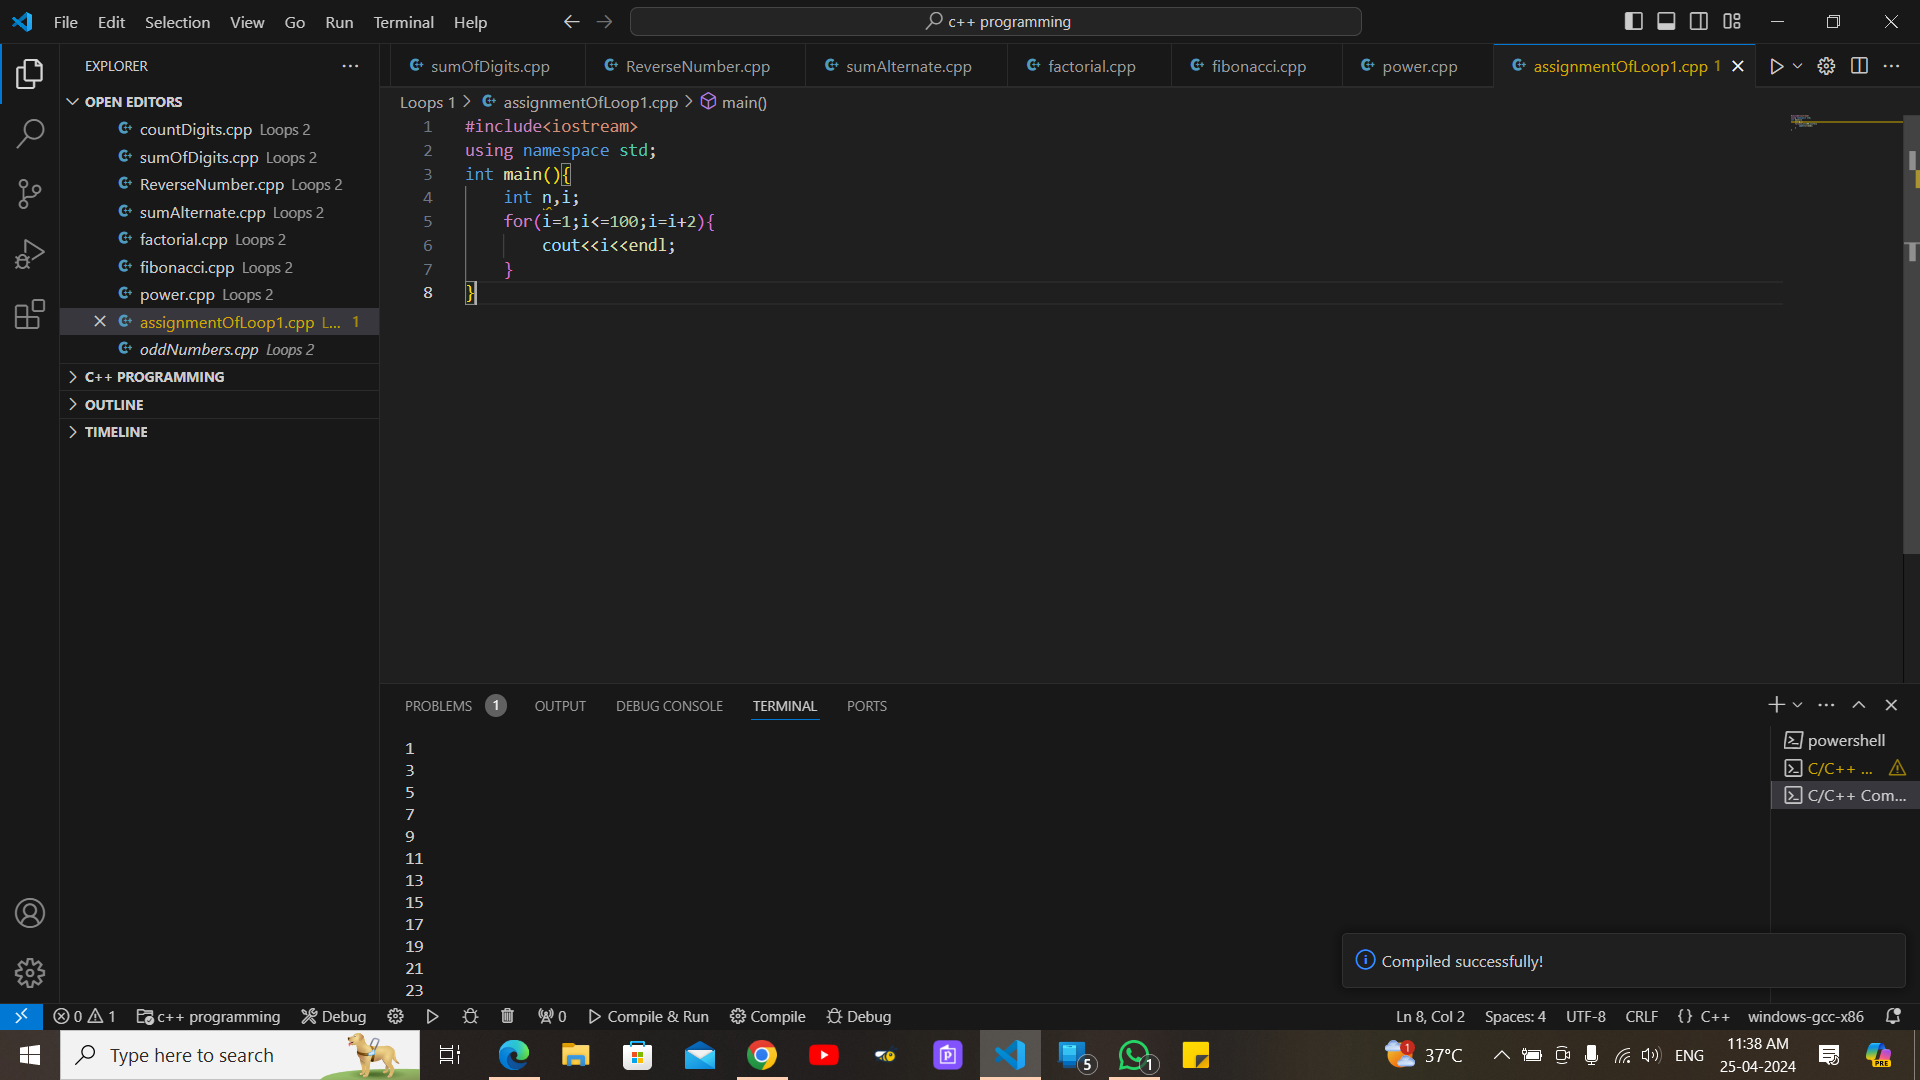 File Edit Selection View Go Run Terminal Help
c++ programming
EXPLORER
OPEN EDITORS
countDigits.cpp Loops 2
sumOfDigits.cpp Loops 2
ReverseNumber.cpp Loops 2
sumAlternate.cpp Loops 2
factorial.cpp Loops 2
fibonacci.cpp Loops 2
power.cpp Loops 2
assignmentOfLoop1.cpp L... 1
oddNumbers.cpp Loops 2
C++ PROGRAMMING
OUTLINE
TIMELINE
sumOfDigits.cpp ReverseNumber.cpp sumAlternate.cpp factorial.cpp fibonacci.cpp power.cpp assignmentOfLoop1.cpp 1
Loops 1 > assignmentOfLoop1.cpp > main()
1 #include<iostream>
2 using namespace std;
3 int main(){
4 int n,i;
5 for(i=1;i<=100;i=i+2){
6 cout<<i<<endl;
7 }
8 }
PROBLEMS 1 OUTPUT DEBUG CONSOLE TERMINAL PORTS
1
3
5
7
9
11
13
15
17
19
21
23
powershell
C/C++ ...
C/C++ Com...
Compiled successfully!
0 1 c++ programming Debug 0 Compile & Run Compile Debug
Ln 8, Col 2 Spaces: 4 UTF-8 CRLF {} C++ windows-gcc-x86
Type here to search
5
1
1
37°C
ENG
11:38 AM
25-04-2024
PRE